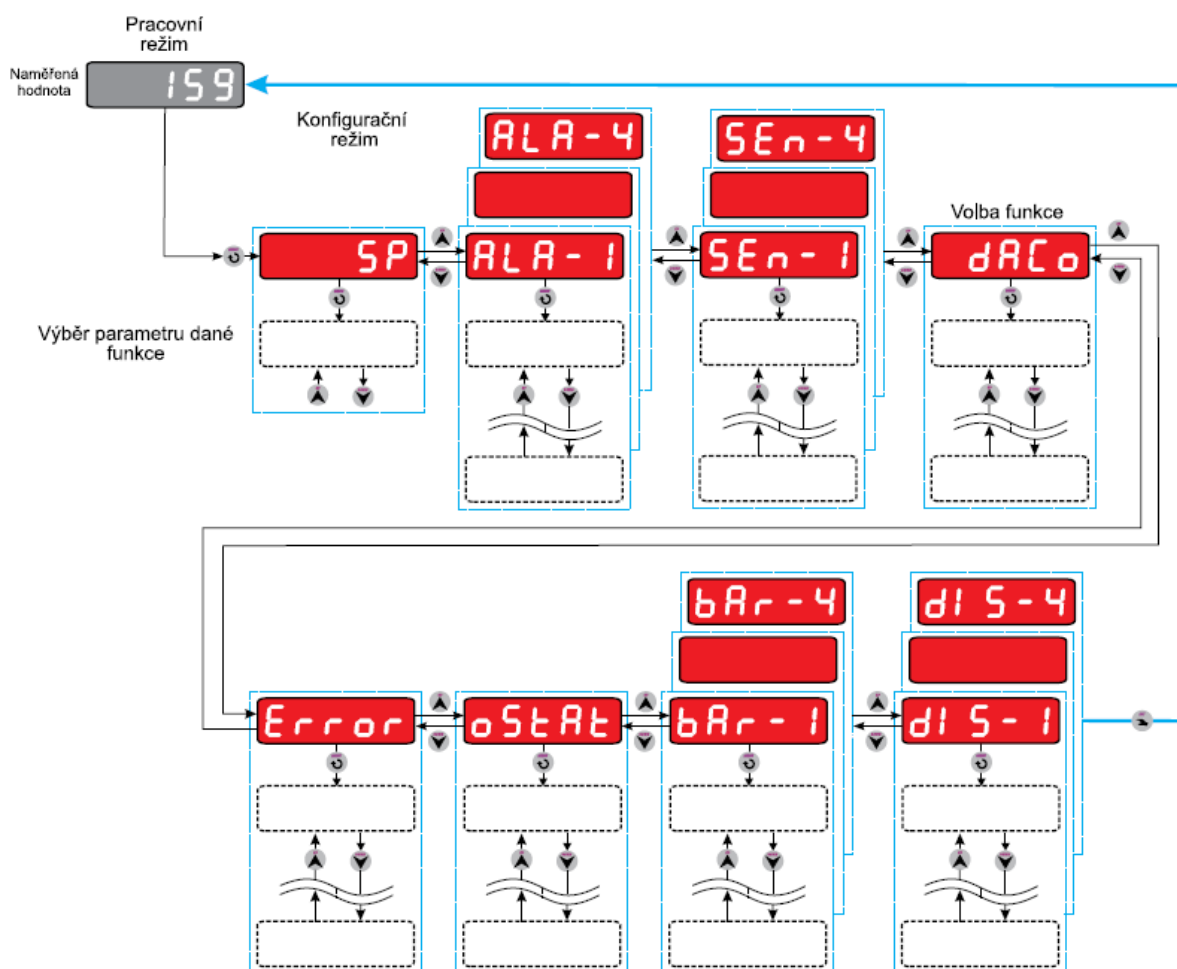 Pracovní
režim
Naměřená
hodnota
159
Konfigurační
režim
ALA-4
SEn-4
Volba funkce
SP
ALA-1
SEn-1
dACo
Výběr parametru dané
funkce
bAr-4
dIS-4
Error
oStAt
bAr-1
dIS-1